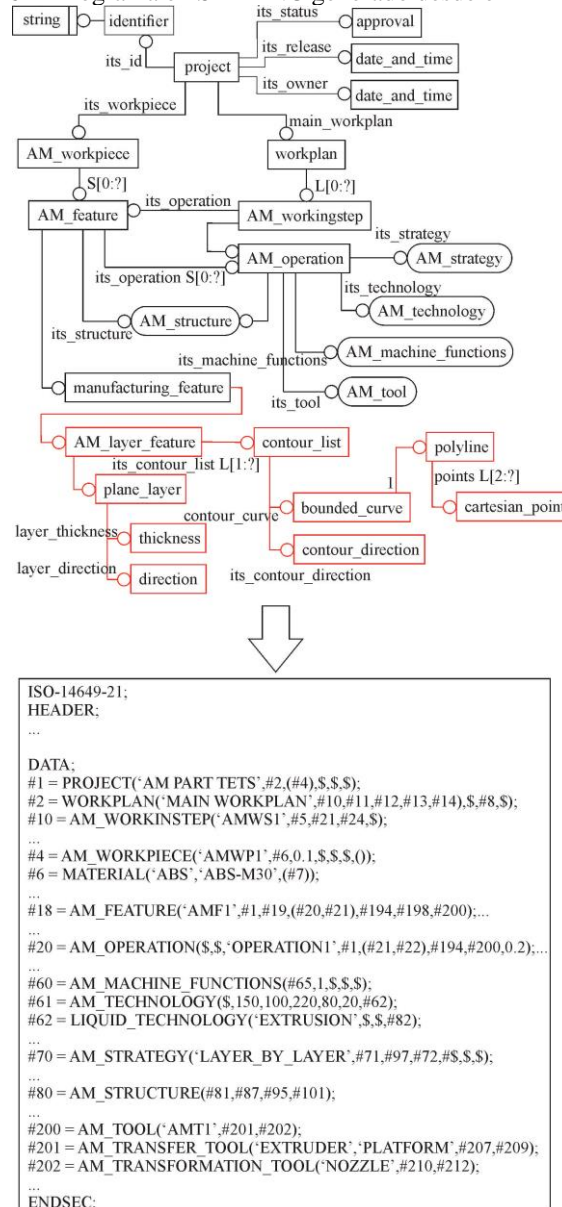 string
identifier
its_status
approval
its_id
its_release
project
date_and_time
its_owner
date_and_time
its_workpiece
main_workplan
AM_workpiece
workplan
S[0:?]
its_operation
L[0:?]
AM_feature
AM_workingstep
its_strategy
AM_operation
AM_strategy
its_operation S[0:?]
its_technology
its_structure
AM_structure
AM_technology
its_machine_functions
AM_machine_functions
manufacturing_feature
its_tool
AM_tool
AM_layer_feature
contour_list
polyline
its_contour_list L[1:?]
1
points L[2:?]
plane_layer
contour_curve
bounded_curve
cartesian_point
layer_thickness
thickness
contour_direction
layer_direction
direction
its_contour_direction
ISO-14649-21;
HEADER;
...
DATA;
#1 = PROJECT(‘AM PART TETS’,#2,(#4),$,$,$);
#2 = WORKPLAN(‘MAIN WORKPLAN’,#10,#11,#12,#13,#14),$,#8,$);
#10 = AM_WORKINSTEP(‘AMWS1’,#5,#21,#24,$);
...
#4 = AM_WORKPIECE(‘AMWP1’,#6,0.1,$,$,$,());
#6 = MATERIAL(‘ABS’,‘ABS-M30’,(#7));
...
#18 = AM_FEATURE(‘AMF1’,#1,#19,(#20,#21),#194,#198,#200);...
...
#20 = AM_OPERATION($,$,‘OPERATION1’,#1,(#21,#22),#194,#200,0.2);...
...
#60 = AM_MACHINE_FUNCTIONS(#65,1,$,$,$);
#61 = AM_TECHNOLOGY($,150,100,220,80,20,#62);
#62 = LIQUID_TECHNOLOGY(‘EXTRUSION’,$,$,#82);
...
#70 = AM_STRATEGY(‘LAYER_BY_LAYER’,#71,#97,#72,#$,$,$);
...
#80 = AM_STRUCTURE(#81,#87,#95,#101);
...
#200 = AM_TOOL(‘AMT1’,#201,#202);
#201 = AM_TRANSFER_TOOL(‘EXTRUDER’,‘PLATFORM’,#207,#209);
#202 = AM_TRANSFORMATION_TOOL(‘NOZZLE’,#210,#212);
...
ENDSEC;